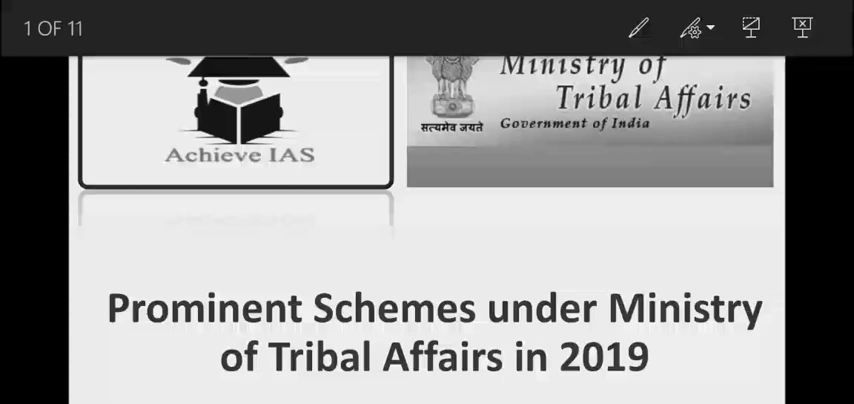 1 OF 11
Ministry of
Tribal Affairs
सत्यमेव जयते
Government of India
Achieve IAS
Prominent Schemes under Ministry
of Tribal Affairs in 2019